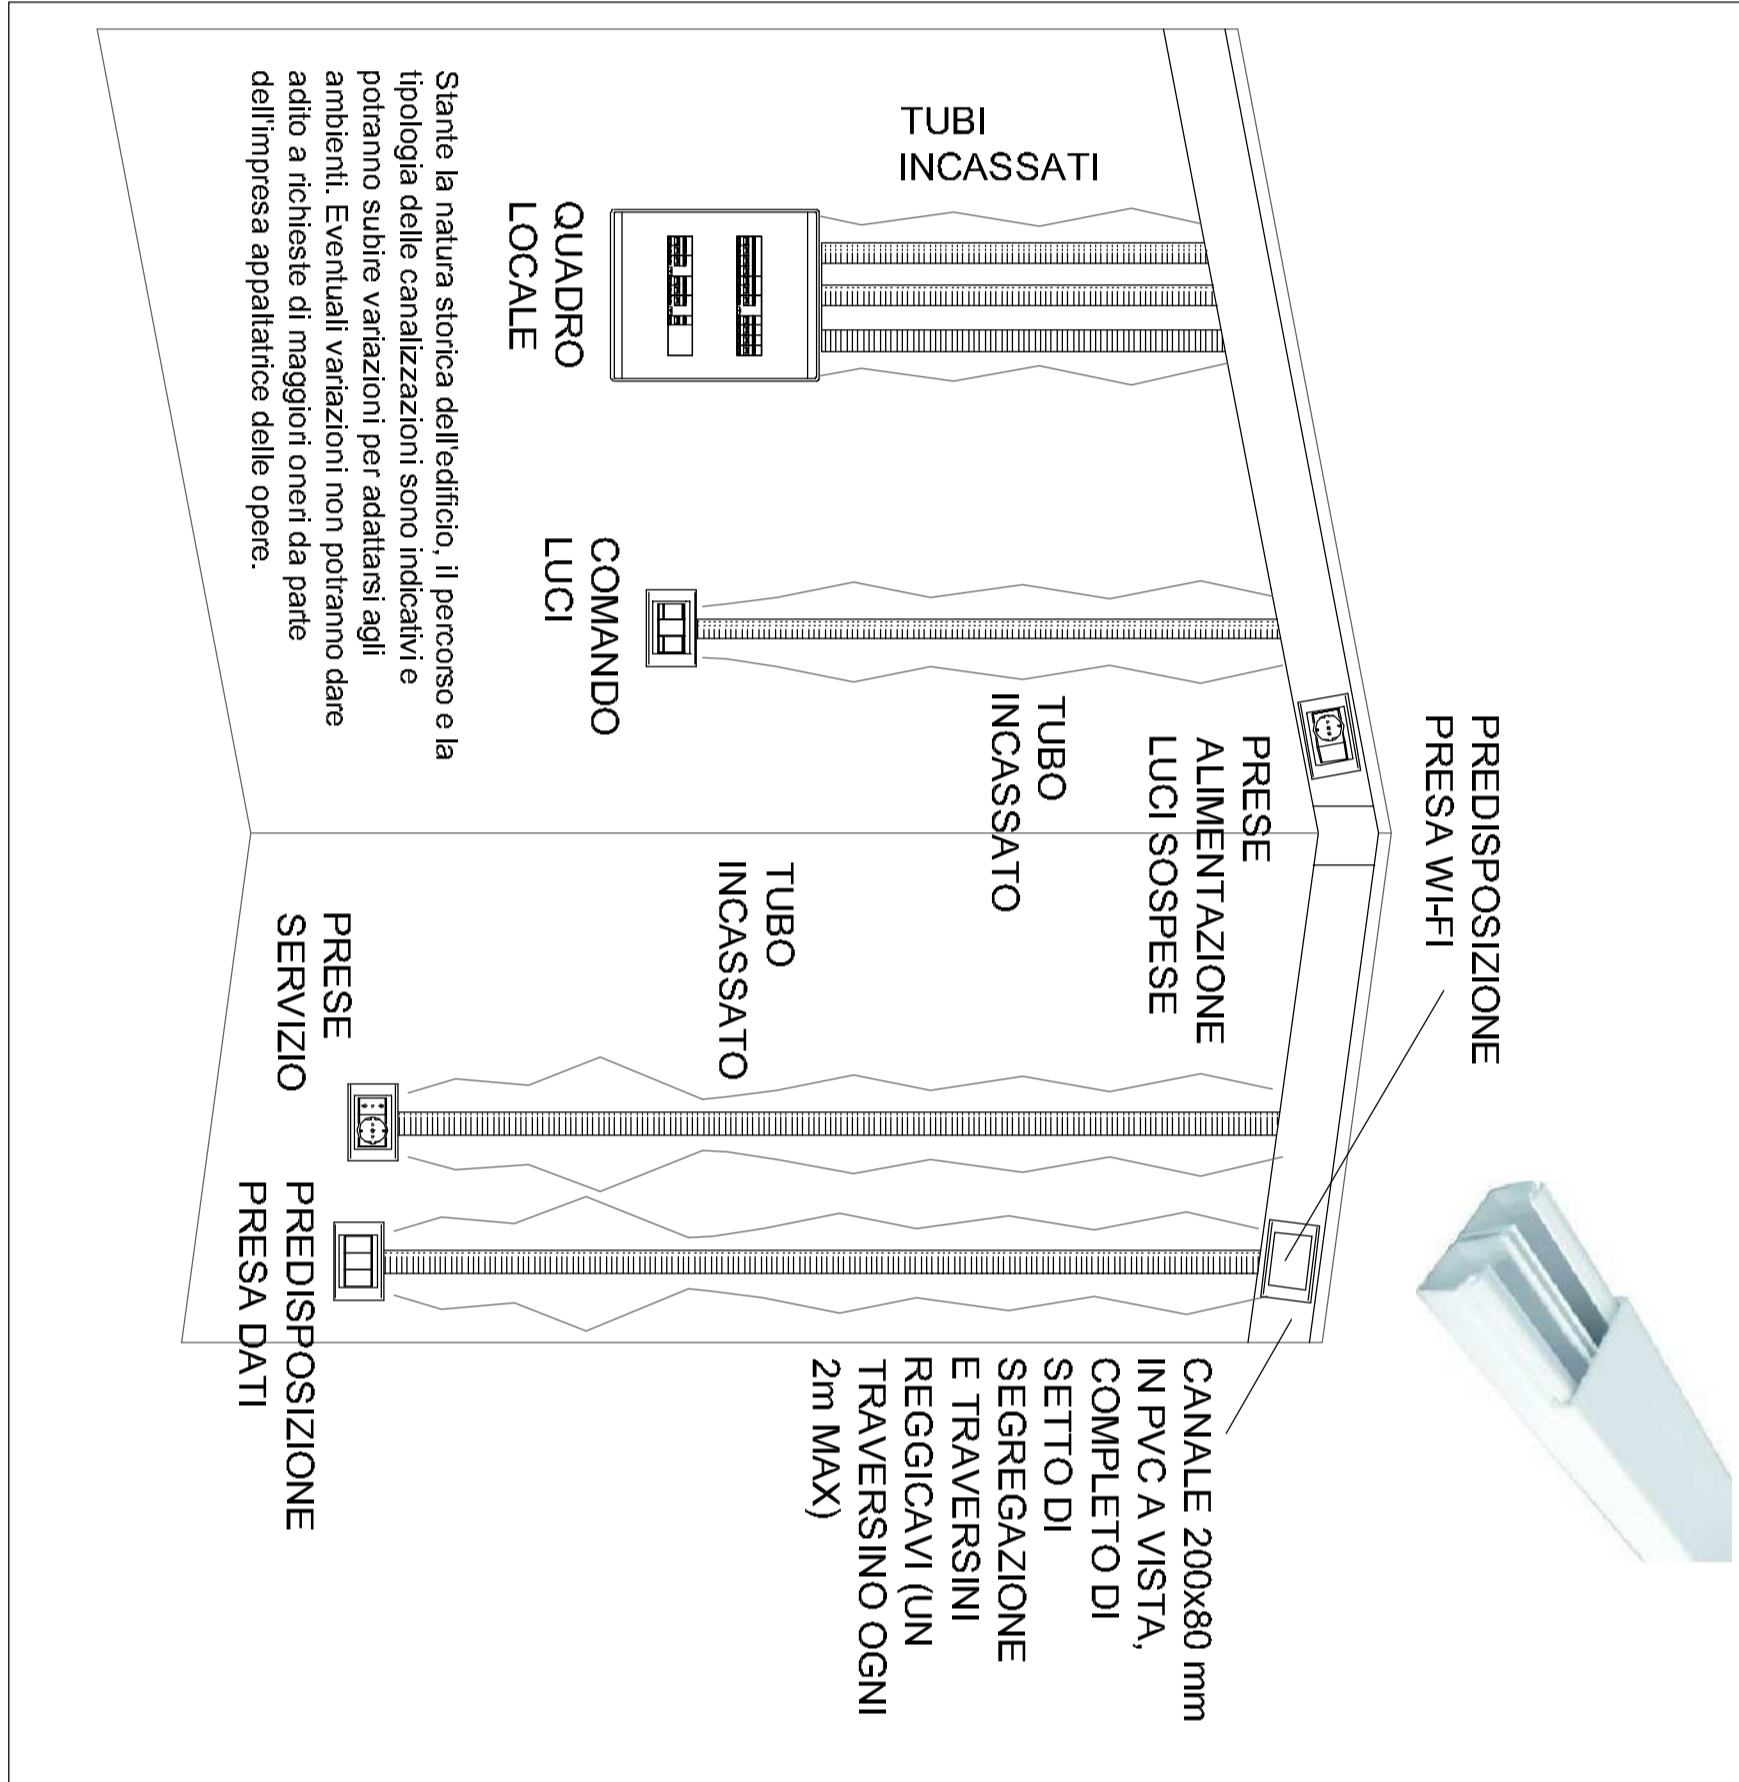 PREDISPOSIZIONE
PRESA WI-FI
TUBI
INCASSATI
PRESE
ALIMENTAZIONE
LUCI SOSPESE
CANALE 200x80 mm
IN PVC A VISTA,
COMPLETO DI
SETTO DI
SEGREGAZIONE
E TRAVERSINI
REGGICAVI (UN
TRAVERSINO OGNI
2m MAX)
TUBO
INCASSATO
TUBO
INCASSATO
QUADRO
LOCALE
COMANDO
LUCI
Stante la natura storica dell'edificio, il percorso e la
tipologia delle canalizzazioni sono indicativi e
potranno subire variazioni per adattarsi agli
ambienti. Eventuali variazioni non potranno dare
adito a richieste di maggiori oneri da parte
dell'impresa appaltatrice delle opere.
PRESE
SERVIZIO
PREDISPOSIZIONE
PRESA DATI